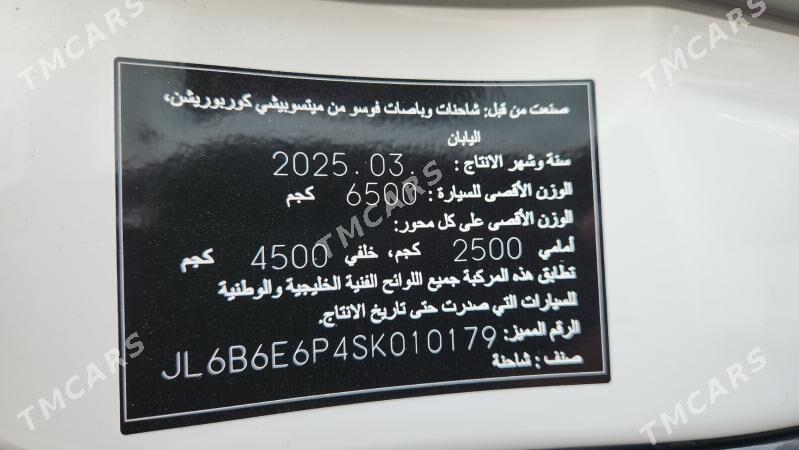 صنعت من قبل: شاحنات وباصات فوسو من ميتسوبيشي كوربوريشن،
اليابان
سنة وشهر الانتاج : 2025.03.
الوزن الأقصى للسيارة : 6500 كجم
الوزن الأقصى على كل محور:
أمامي 2500 كجم، خلفي 4500 كجم
تطابق هذه المركبة جميع اللوائح الفنية الخليجية والوطنية
للسيارات التي صدرت حتى تاريخ الانتاج.
الرقم المميز: JL6B6E6P4SK010179
صنف : شاحنة
TMCARS
TMCARS
TMCARS
TMCARS
TMCARS